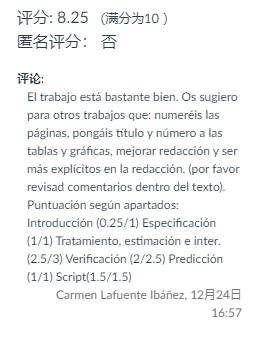 评分: 8.25 （满分为10 ）
匿名评分： 否
评论:
El trabajo está bastante bien. Os sugiero
para otros trabajos que: numeréis las
páginas, pongáis título y número a las
tablas y gráficas, mejorar redacción y ser
más explícitos en la redacción. (por favor
revisad comentarios dentro del texto).
Puntuación según apartados:
Introducción (0.25/1) Especificación
(1/1) Tratamiento, estimación e inter.
(2.5/3) Verificación (2/2.5) Predicción
(1/1) Script(1.5/1.5)
Carmen Lafuente Ibáñez, 12月24日
16:57